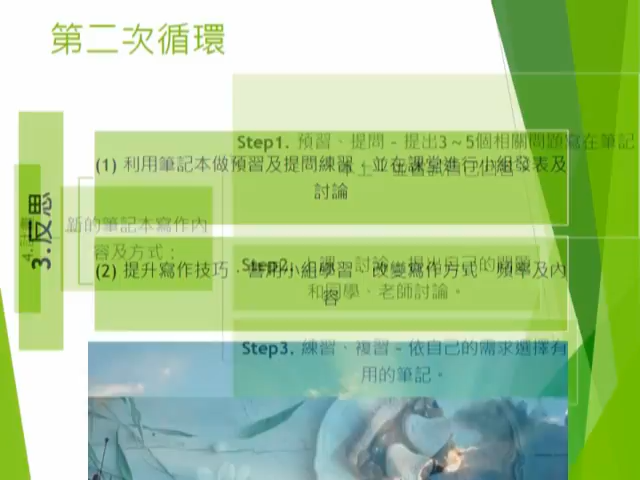 第二次循環
3.反思
(1) 利用筆記本做預習及提問練習，並在課堂進行小組發表及
討論
(2) 提升寫作技巧，善用小組學習，改變寫作方式、頻率及內
容
新的筆記本寫作內
容及方式：
Step1. 預習、提問 – 提出3～5個相關問題寫在筆記
Step2.
和同學、老師討論。
Step3. 練習、複習 – 依自己的需求選擇有
用的筆記。